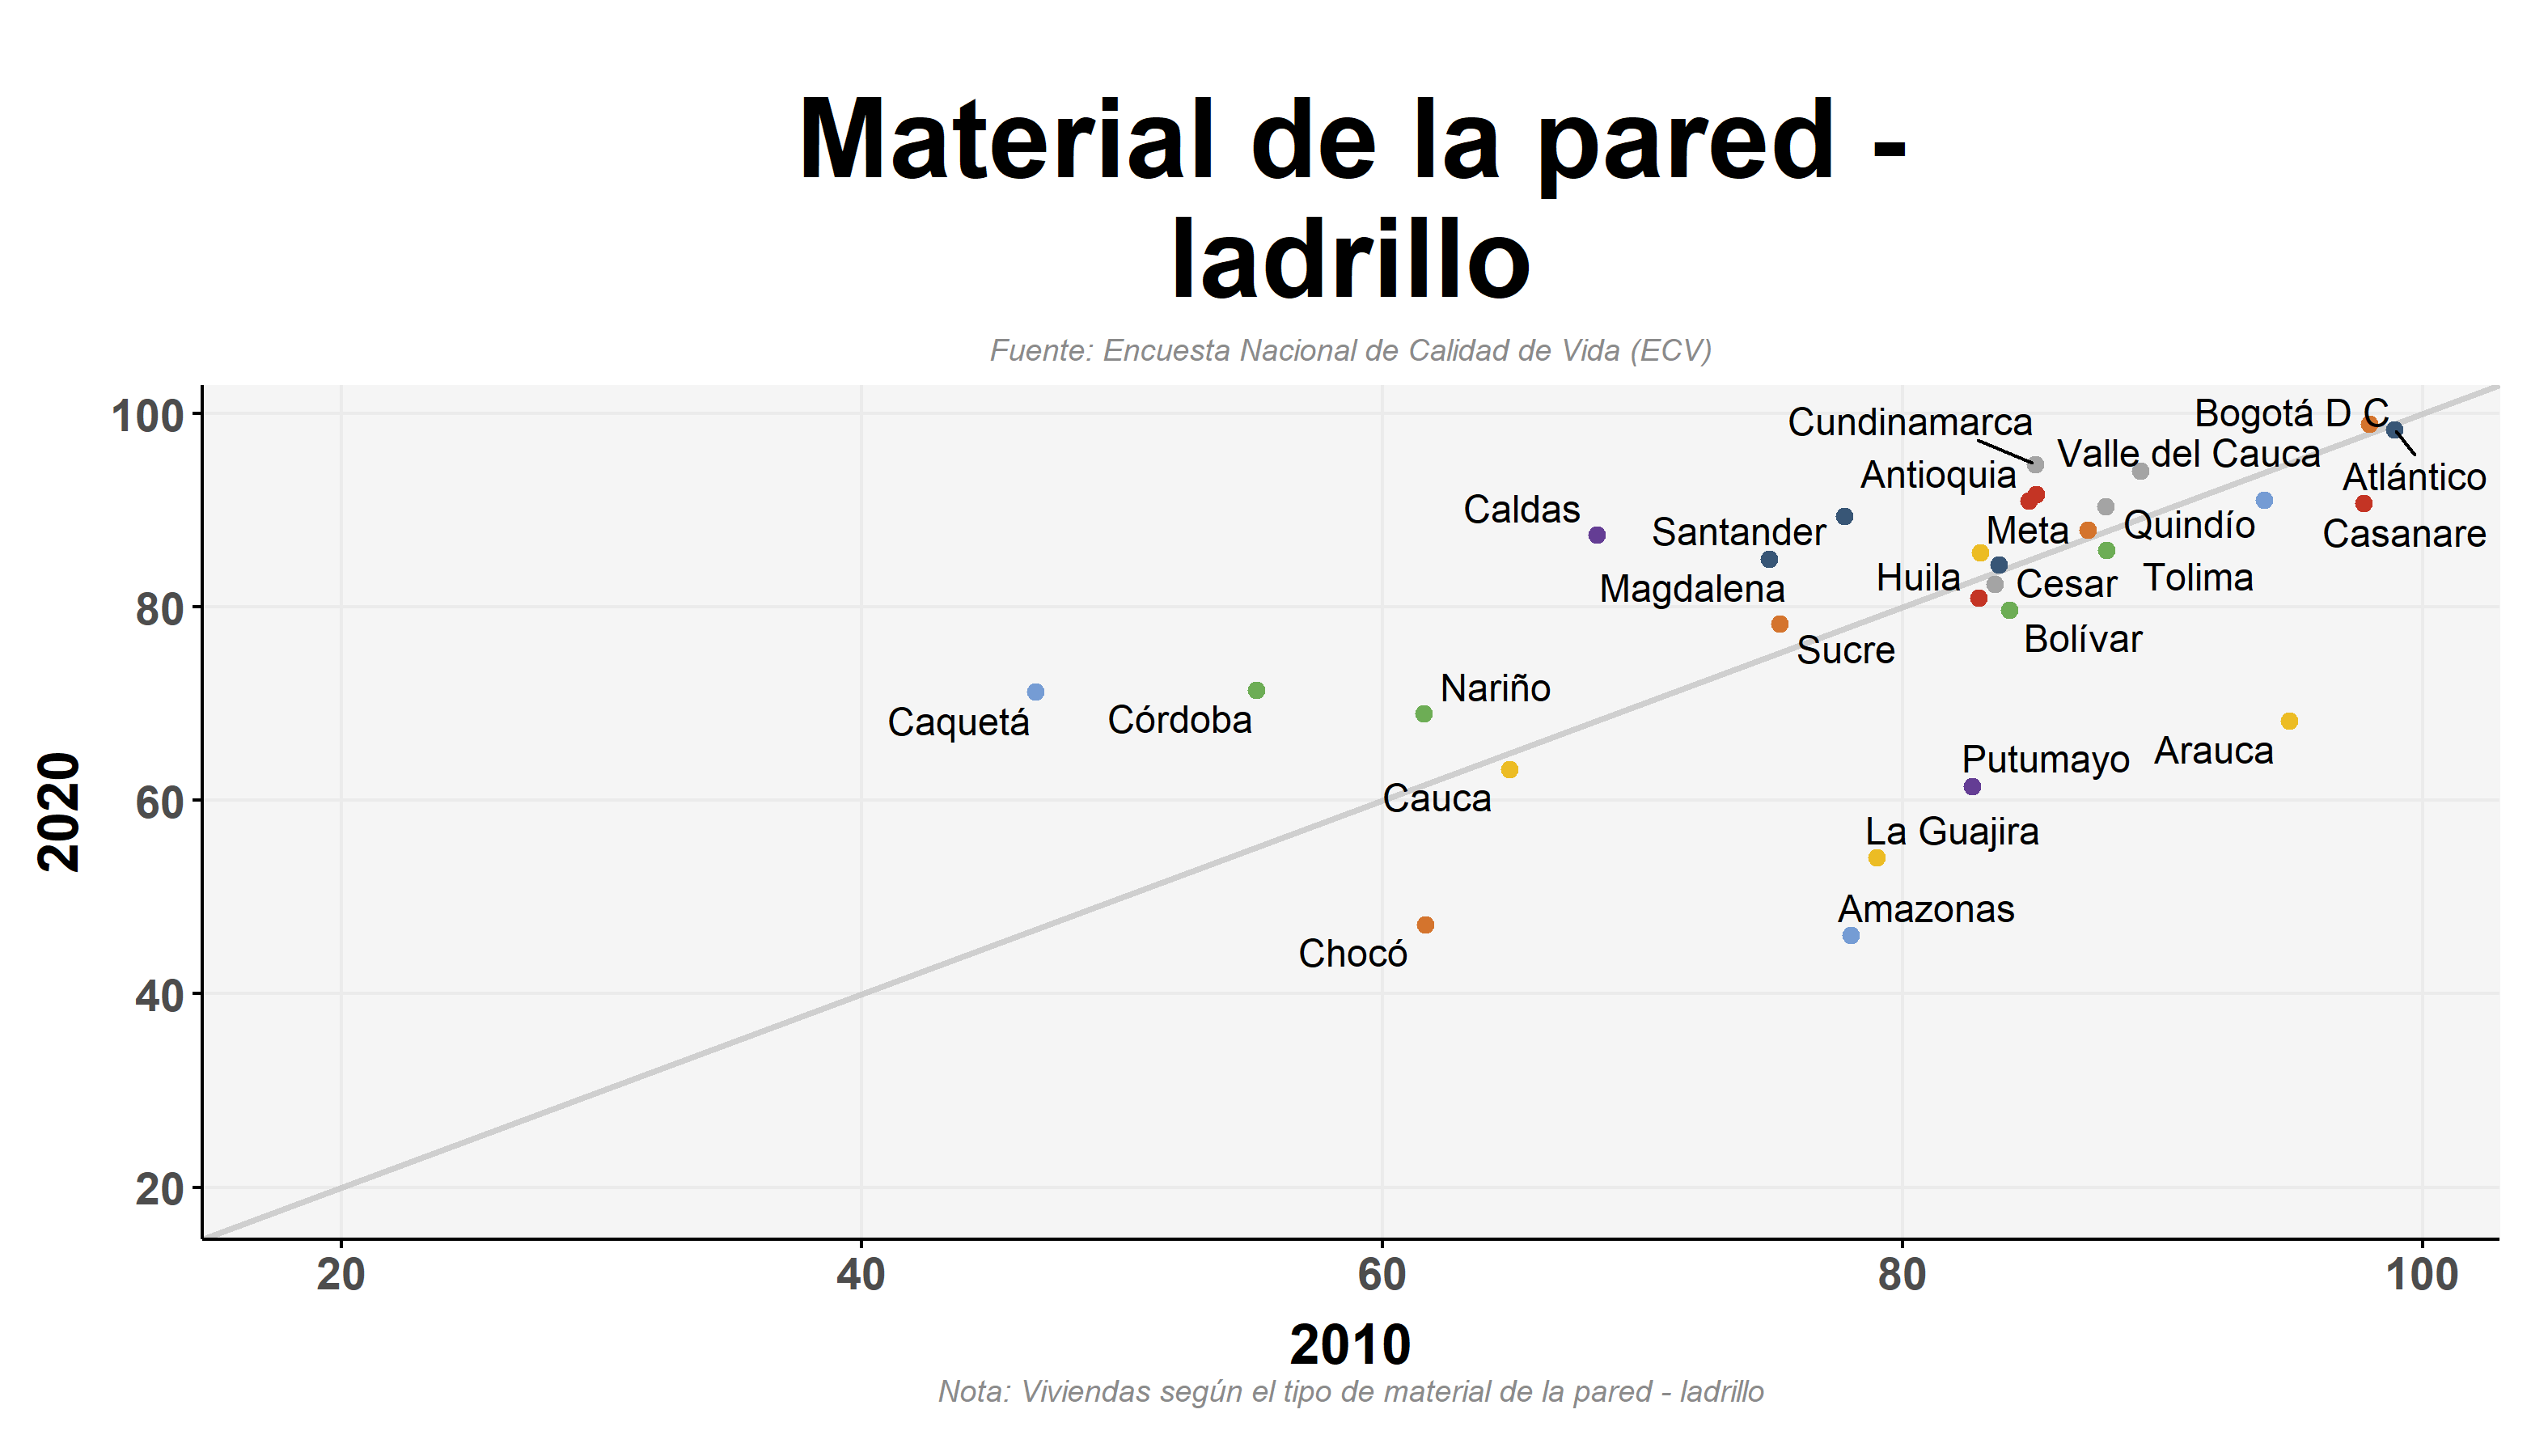 Material de la pared -
ladrillo
Fuente: Encuesta Nacional de Calidad de Vida (ECV)
2020
100
80
60
40
20
Bogotá D C
Cundinamarca
Valle del Cauca
Antioquia
Atlántico
Caldas
Santander
Meta
Quindío
Casanare
Magdalena
Huila
Cesar
Tolima
Sucre
Bolívar
Nariño
Caquetá
Córdoba
Arauca
Putumayo
Cauca
La Guajira
Amazonas
Chocó
20
40
60
80
100
2010
Nota: Viviendas según el tipo de material de la pared - ladrillo